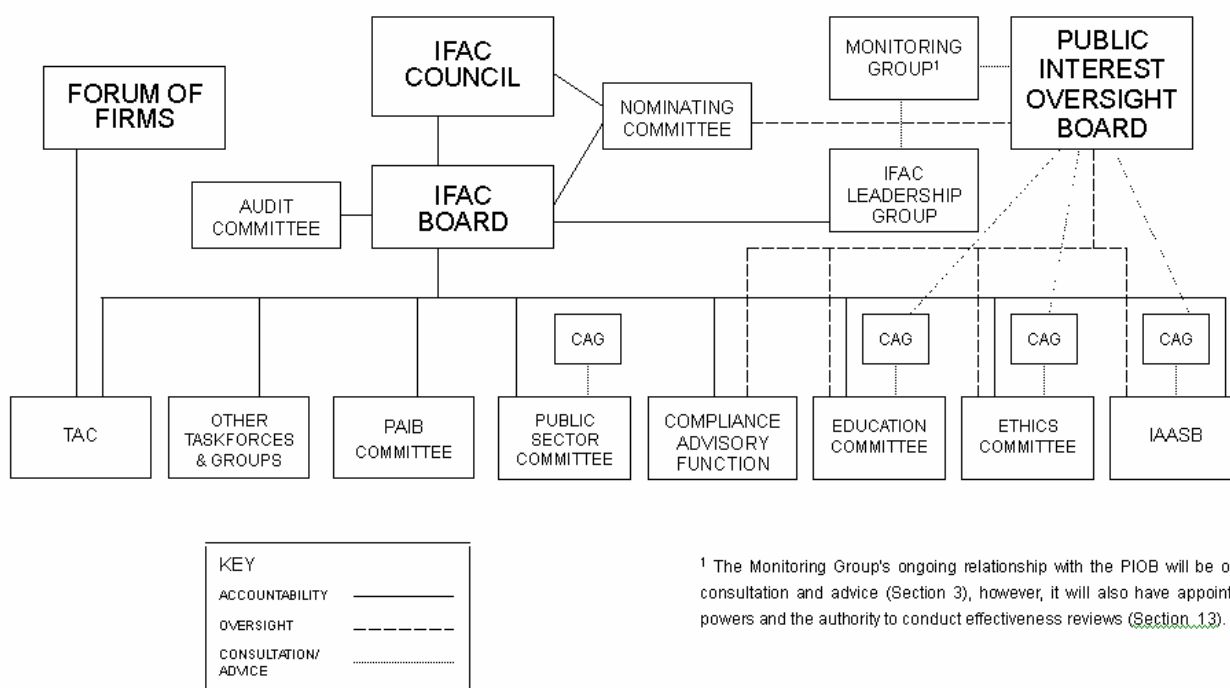 IFAC
COUNCIL
MONITORING
GROUP¹
PUBLIC
INTEREST
OVERSIGHT
BOARD
FORUM OF
FIRMS
NOMINATING
COMMITTEE
AUDIT
COMMITTEE
IFAC
BOARD
IFAC
LEADERSHIP
GROUP
CAG
CAG
CAG
CAG
TAC
OTHER
TASKFORCES
& GROUPS
PAIB
COMMITTEE
PUBLIC
SECTOR
COMMITTEE
COMPLIANCE
ADVISORY
FUNCTION
EDUCATION
COMMITTEE
ETHICS
COMMITTEE
IAASB
KEY
ACCOUNTABILITY
OVERSIGHT
CONSULTATION/
ADVICE
¹ The Monitoring Group's ongoing relationship with the PIOB will be
consultation and advice (Section 3), however, it will also have
powers and the authority to conduct effectiveness reviews (Section 13).